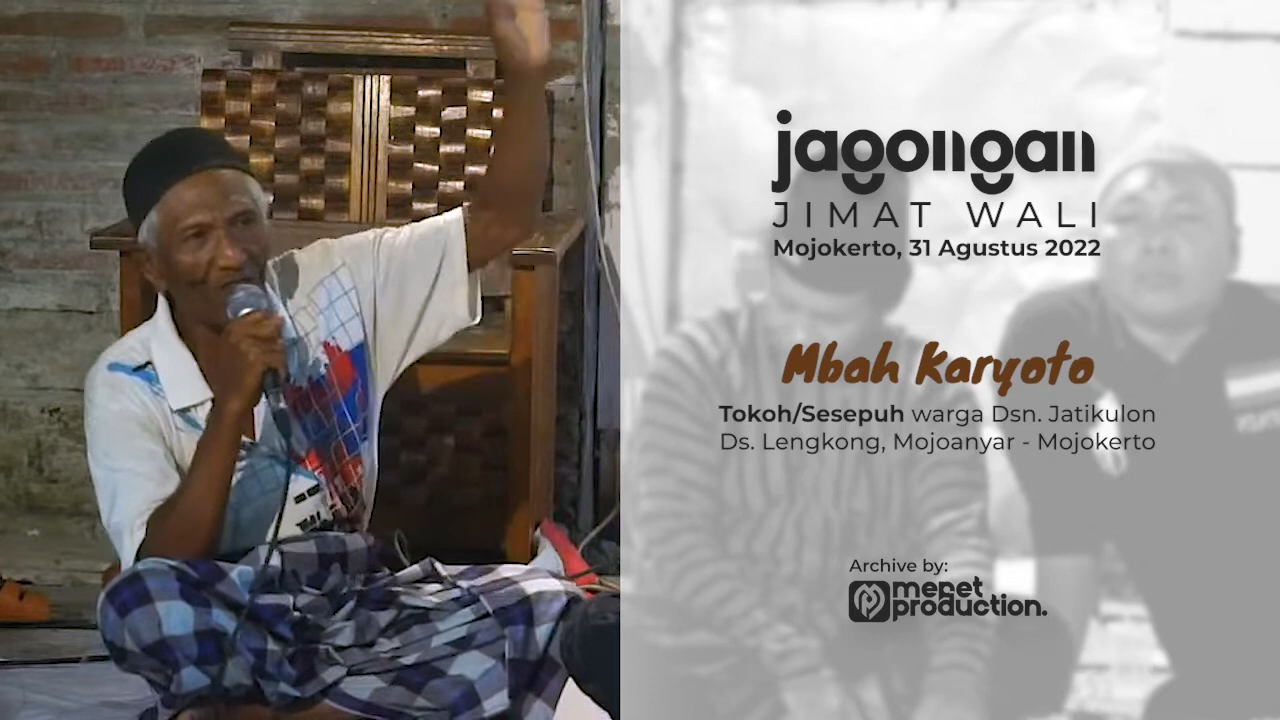 jagongan
JIMAT WALI
Mojokerto, 31 Agustus 2022
Mbah Karyoto
Tokoh/Sesepuh warga Dsn. Jatikulon
Ds. Lengkong, Mojoanyar - Mojokerto
Archive by:
menet
production.